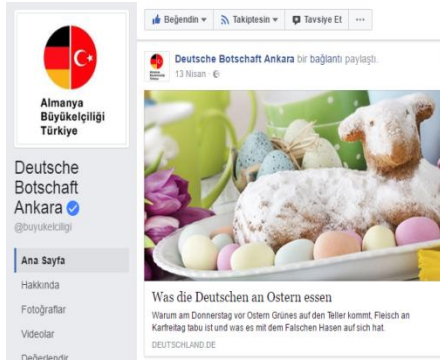 Beğendin
Takiptesin
Tavsiye Et
Almanya
Büyükelçiliği
Türkiye
Deutsche
Botschaft
Ankara
@buyukelciligi
Ana Sayfa
Hakkında
Fotoğraflar
Videolar
Değerlendir
Deutsche Botschaft Ankara bir bağlantı paylaştı.
13 Nisan ·
Was die Deutschen an Ostern essen
Warum am Donnerstag vor Ostern Grünes auf den Teller kommt, Fleisch an
Karfreitag tabu ist und was es mit dem Falschen Hasen auf sich hat.
DEUTSCHLAND.DE